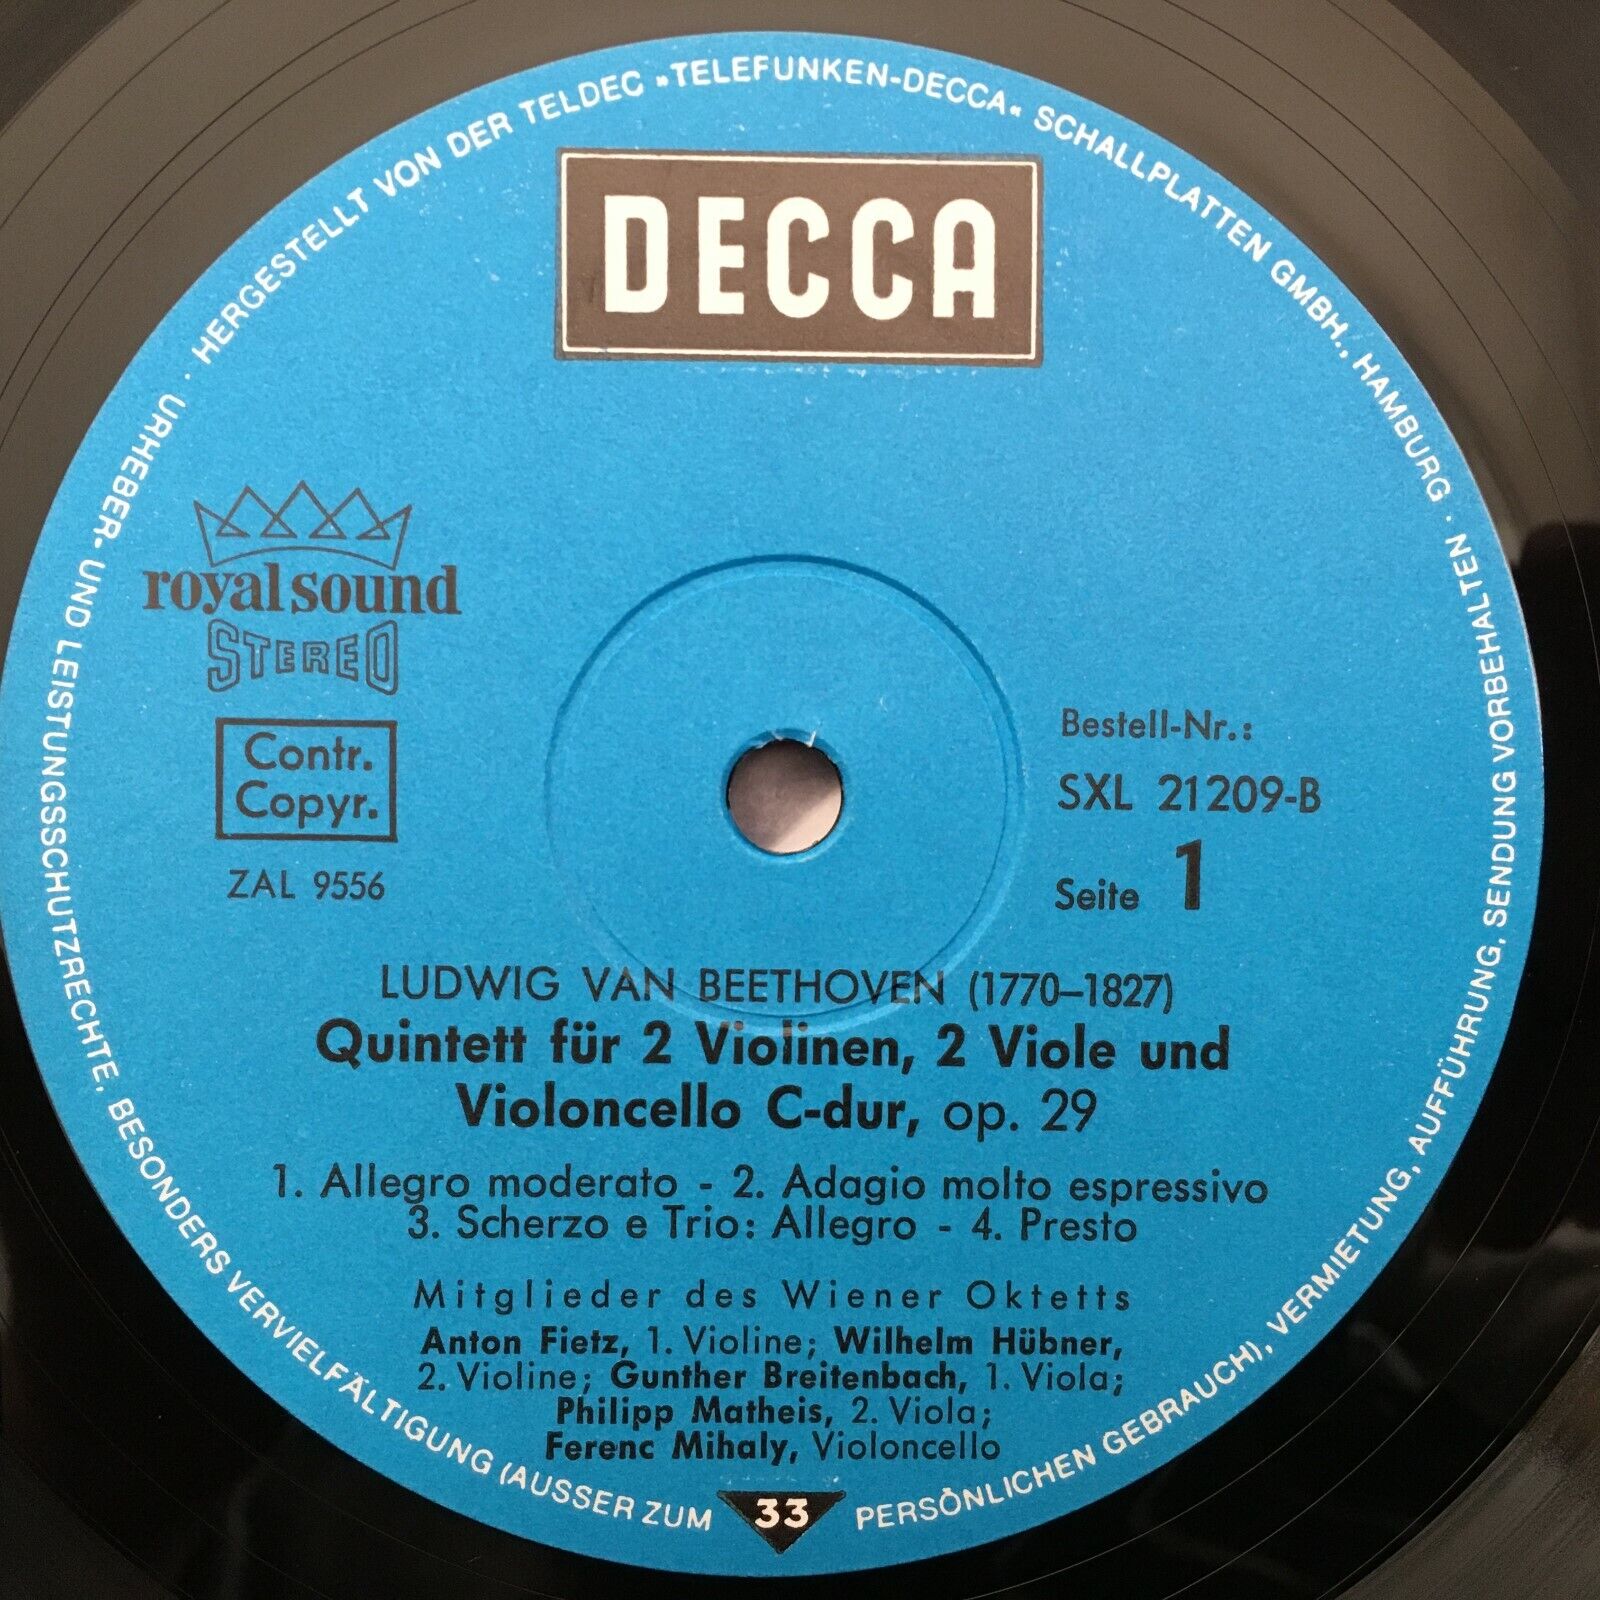 HERGESTELLT VON DER TELDEC »TELEFUNKEN-DECCA« SCHALLPLATTEN GMBH., HAMBURG · URHEBER- UND LEISTUNGSSCHUTZRECHTE, BESONDERS VERVIELFÄLTIGUNG (AUSSER ZUM PERSÖNLICHEN GEBRAUCH), VERMIETUNG, AUFFÜHRUNG, SENDUNG VORBEHALTEN ·
DECCA
royal sound
STEREO
Contr.
Copyr.
ZAL 9556
Bestell-Nr.:
SXL 21209-B
Seite 1
LUDWIG VAN BEETHOVEN (1770–1827)
Quintett für 2 Violinen, 2 Viole und
Violoncello C-dur, op. 29
1. Allegro moderato - 2. Adagio molto espressivo
3. Scherzo e Trio: Allegro - 4. Presto
Mitglieder des Wiener Oktetts
Anton Fietz, 1. Violine; Wilhelm Hübner,
2. Violine; Gunther Breitenbach, 1. Viola;
Philipp Matheis, 2. Viola;
Ferenc Mihaly, Violoncello
33